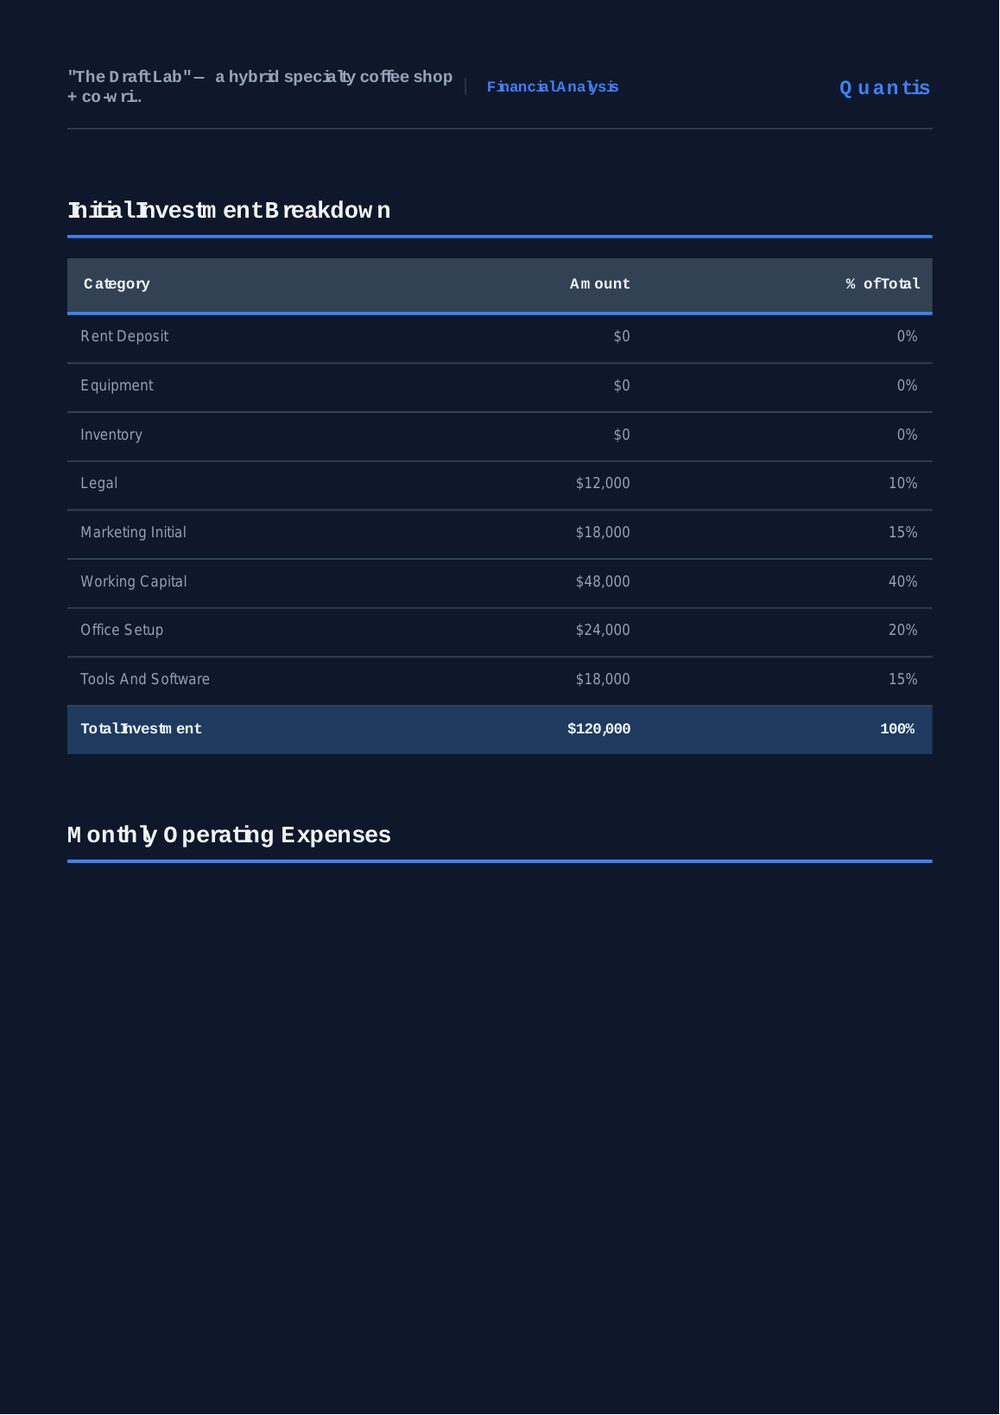 "The Draft Lab" — a hybrid specialty coffee shop
+ co-wri..
Financial Analysis
Quantis
Initial Investment Breakdown
Category Amount % of Total
Rent Deposit $0 0%
Equipment $0 0%
Inventory $0 0%
Legal $12,000 10%
Marketing Initial $18,000 15%
Working Capital $48,000 40%
Office Setup $24,000 20%
Tools And Software $18,000 15%
Total Investment $120,000 100%
Monthly Operating Expenses